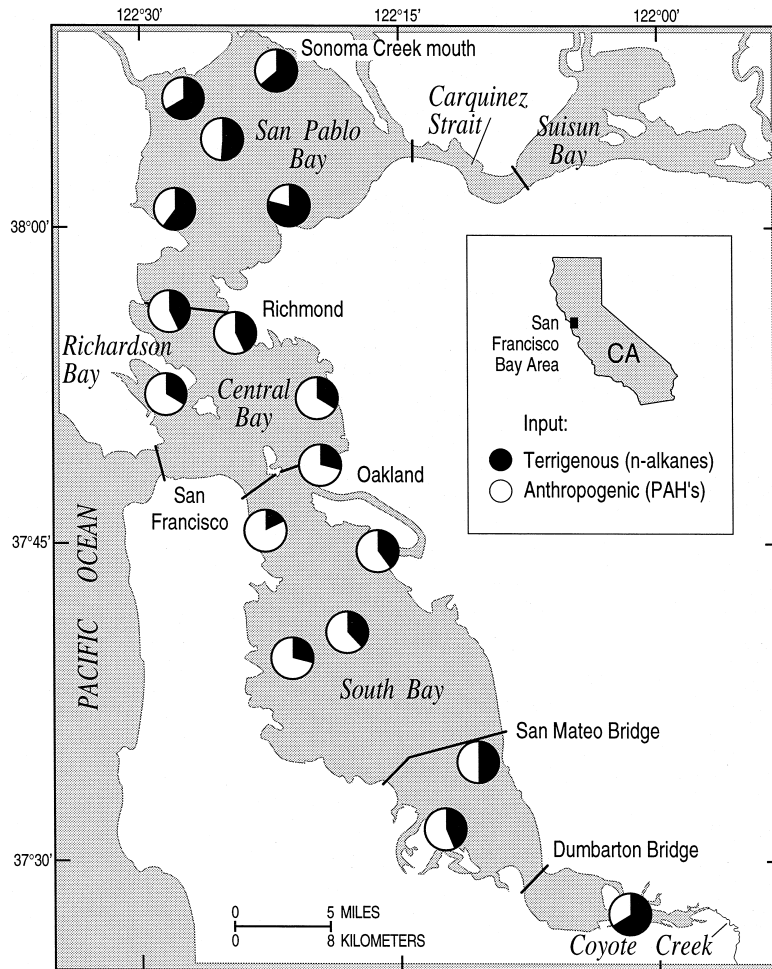 122°30'
122°15'
122°00'
Sonoma Creek mouth
Carquinez
Strait
San Pablo
Bay
Suisun
Bay
38°00'
Richmond
Richardson
Bay
Central
Bay
San
Francisco
Bay Area
CA
Input:
Terrigenous (n-alkanes)
Anthropogenic (PAH's)
Oakland
San
Francisco
37°45'
PACIFIC OCEAN
South Bay
San Mateo Bridge
37°30'
Dumbarton Bridge
0 5 MILES
0 8 KILOMETERS
Coyote Creek